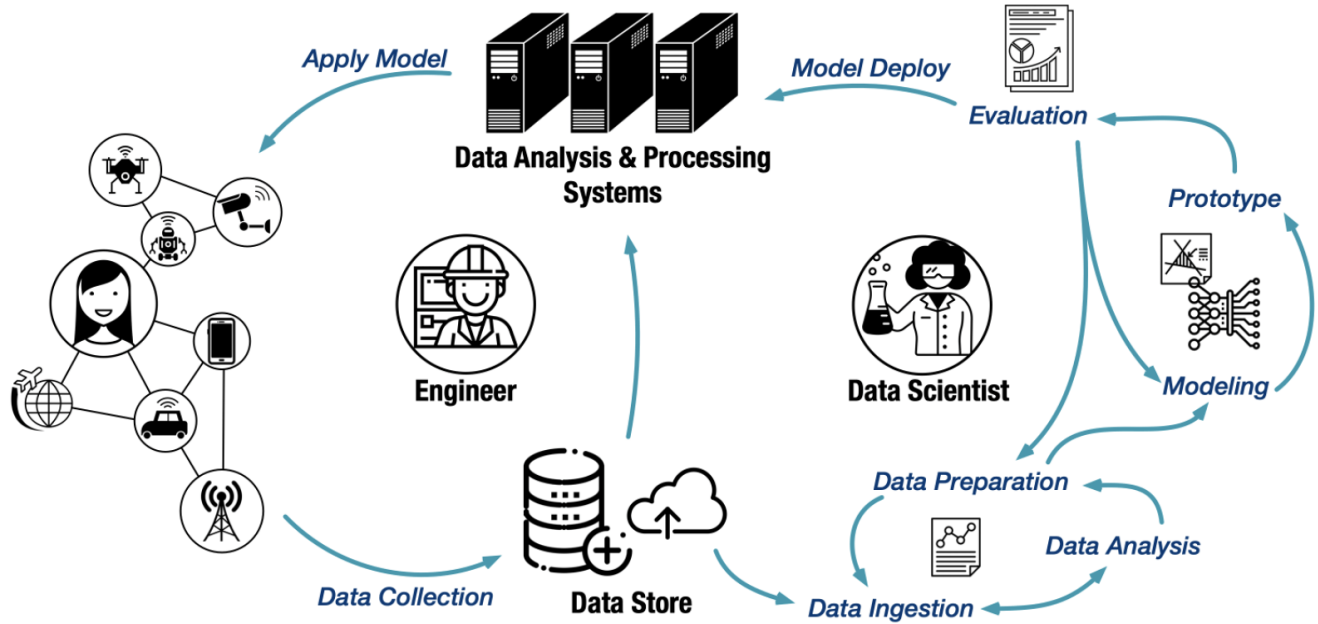 Apply Model
Model Deploy
Evaluation
Data Analysis & Processing
Systems
Prototype
Engineer
Data Scientist
Modeling
Data Preparation
Data Analysis
Data Collection
Data Store
Data Ingestion